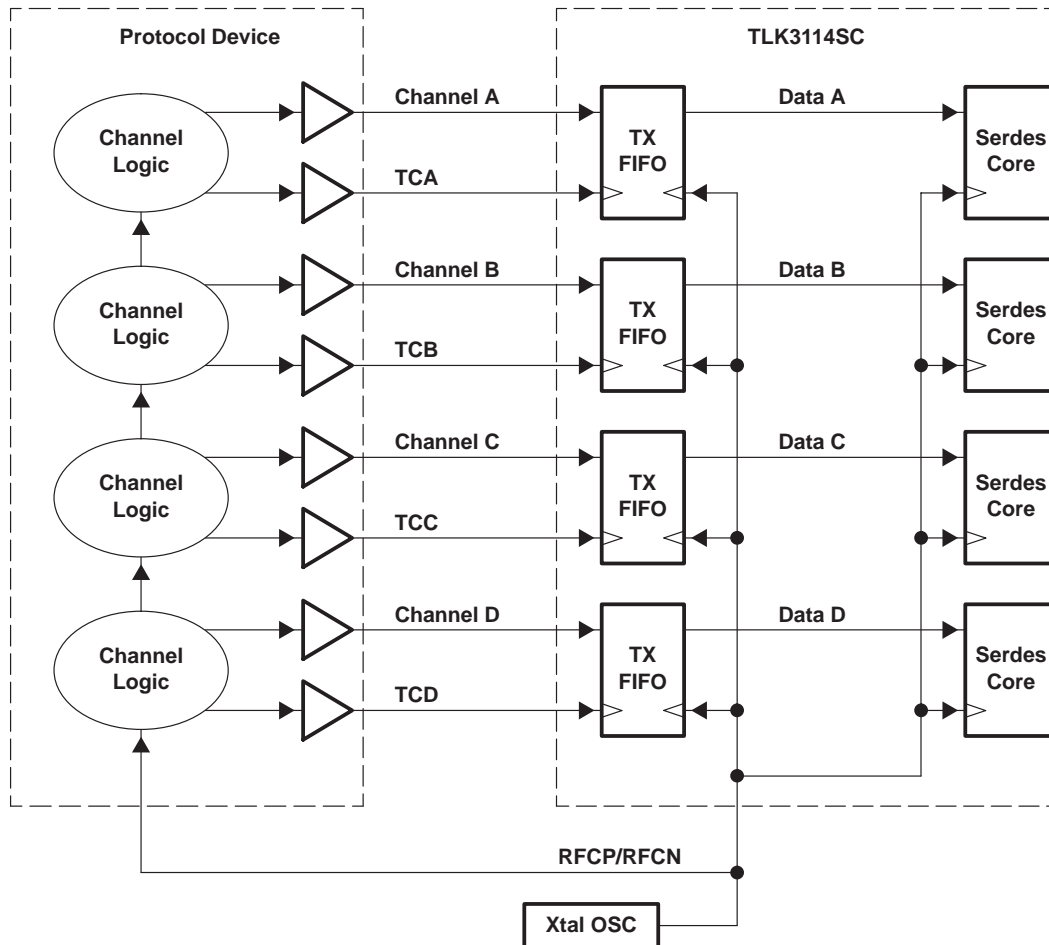 Protocol Device
TLK3114SC
Channel A
Data A
Channel
Logic
TX
FIFO
Serdes
Core
TCA
Channel B
Data B
Channel
Logic
TX
FIFO
Serdes
Core
TCB
Channel C
Data C
Channel
Logic
TX
FIFO
Serdes
Core
TCC
Channel D
Data D
Channel
Logic
TX
FIFO
Serdes
Core
TCD
RFCP/RFCN
Xtal OSC